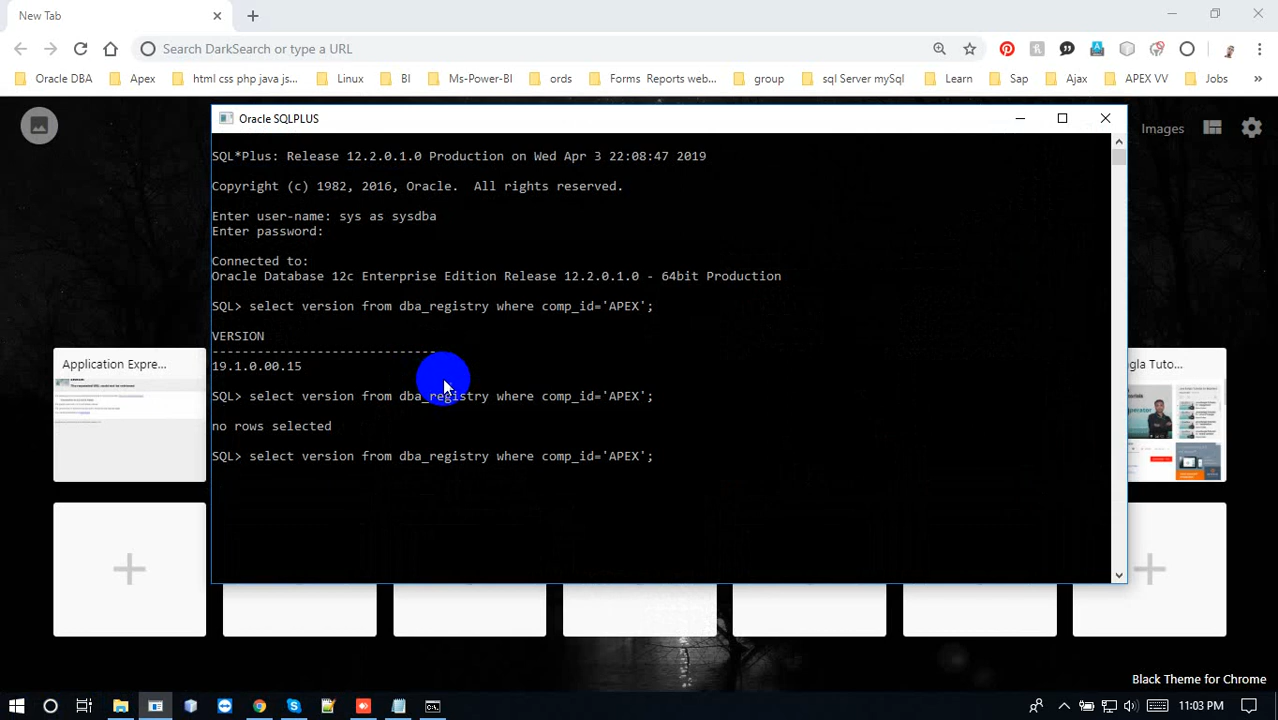 New Tab
Search DarkSearch or type a URL
Oracle DBA
Apex
html css php java js...
Linux
BI
Ms-Power-BI
ords
Forms Reports web...
group
sql Server mySql
Learn
Sap
Ajax
APEX VV
Jobs
»
Images
Oracle SQLPLUS
SQL*Plus: Release 12.2.0.1.0 Production on Wed Apr 3 22:08:47 2019
Copyright (c) 1982, 2016, Oracle. All rights reserved.
Enter user-name: sys as sysdba
Enter password:
Connected to:
Oracle Database 12c Enterprise Edition Release 12.2.0.1.0 - 64bit Production
SQL> select version from dba_registry where comp_id='APEX';
VERSION
------------------------------
19.1.0.00.15
SQL> select version from dba_registry where comp_id='APEX';
no rows selected
SQL> select version from dba_registry where comp_id='APEX';
Application Expre...
gla Tuto...
Black Theme for Chrome
11:03 PM